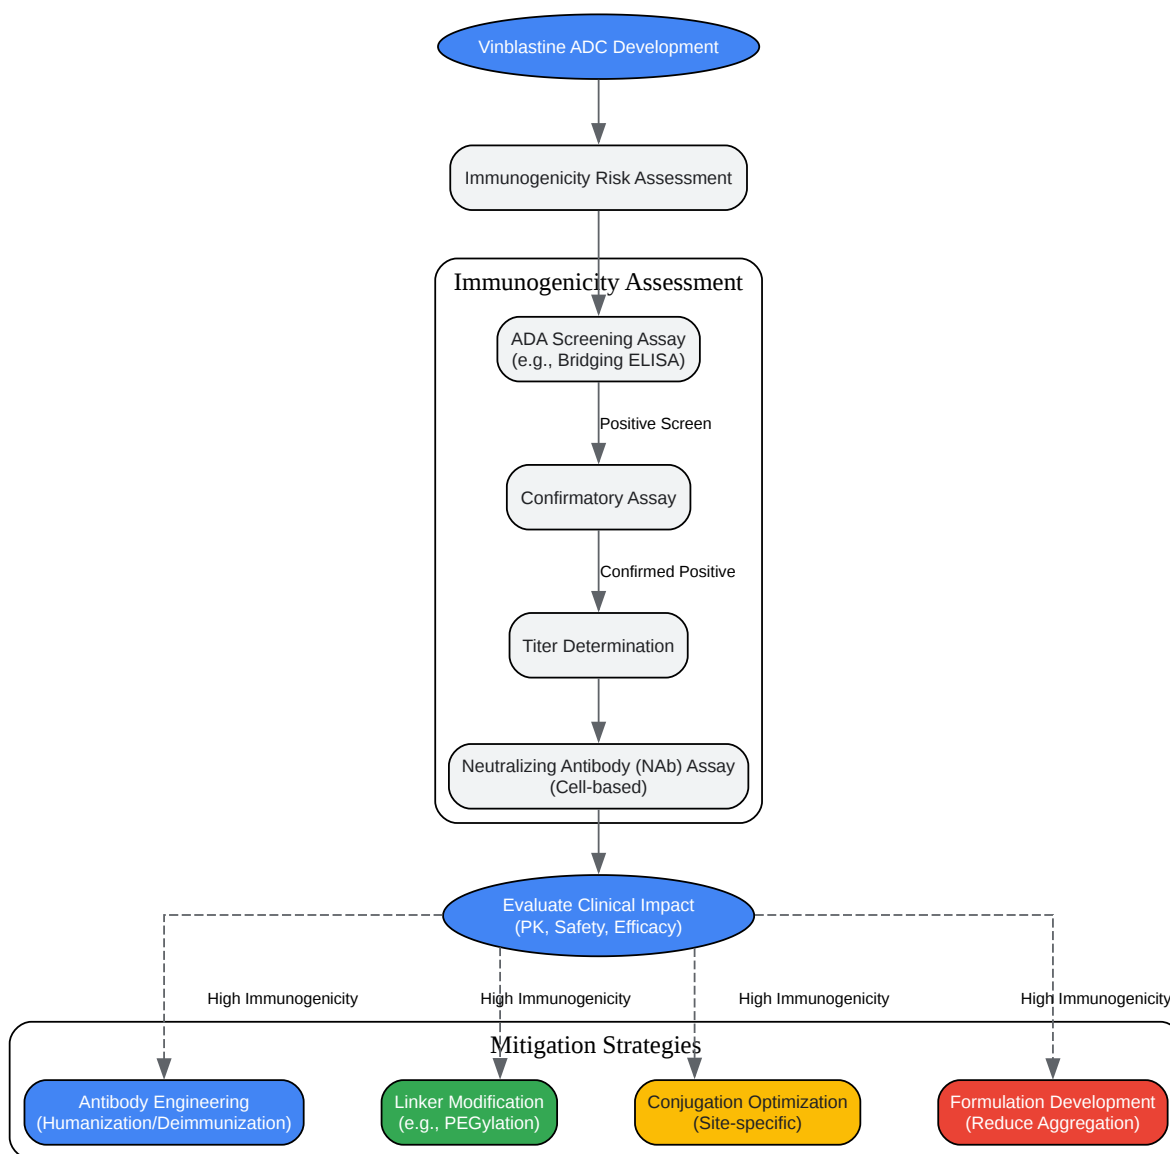 Vinblastine ADC Development
Immunogenicity Risk Assessment
Immunogenicity Assessment
ADA Screening Assay
(e.g., Bridging ELISA)
Positive Screen
Confirmatory Assay
Confirmed Positive
Titer Determination
Neutralizing Antibody (NAb) Assay
(Cell-based)
Evaluate Clinical Impact
(PK, Safety, Efficacy)
High Immunogenicity
High Immunogenicity
High Immunogenicity
High Immunogenicity
Mitigation Strategies
Antibody Engineering
(Humanization/Deimmunization)
Linker Modification
(e.g., PEGylation)
Conjugation Optimization
(Site-specific)
Formulation Development
(Reduce Aggregation)